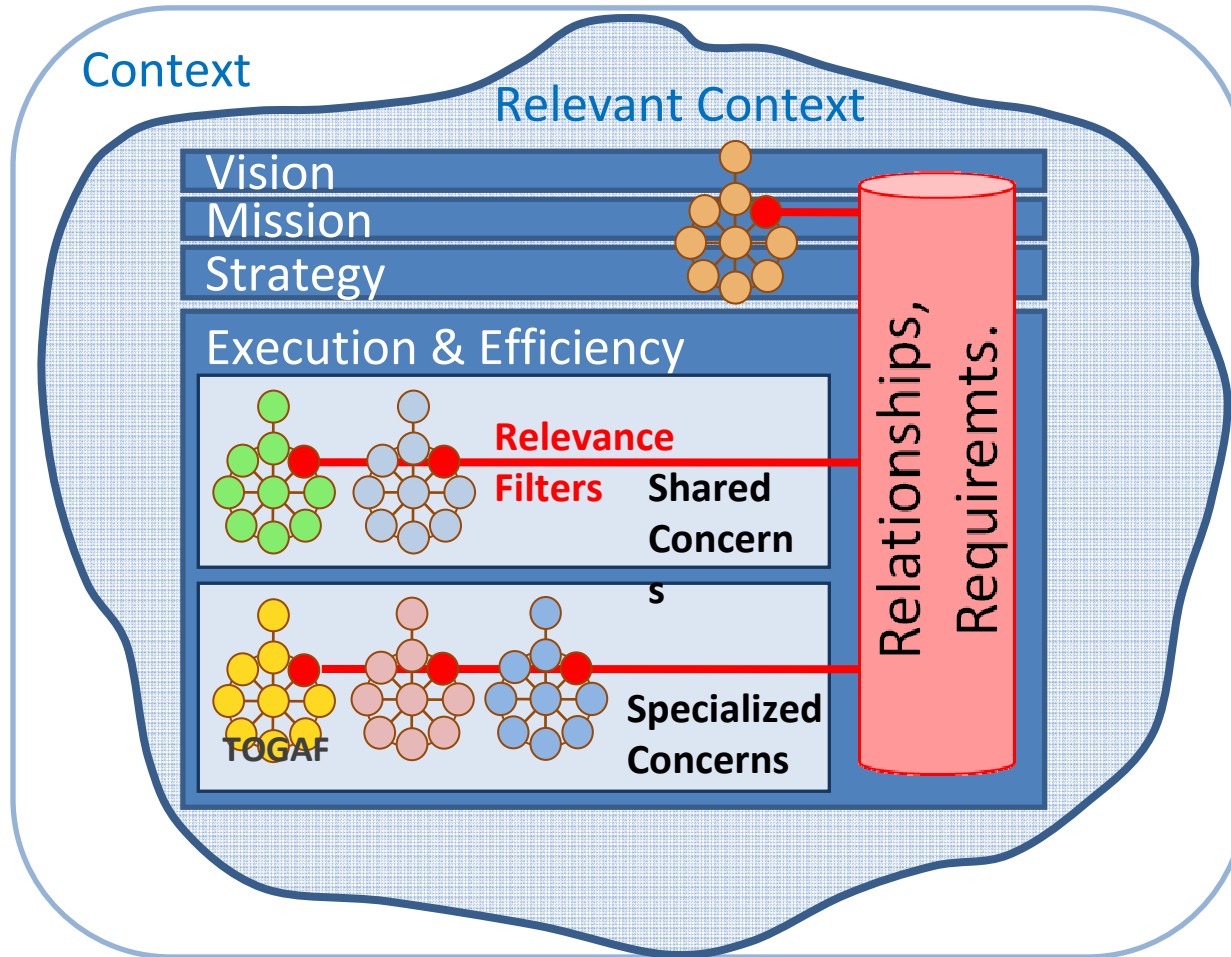 Context
Relevant Context
Vision
Mission
Strategy
Execution & Efficiency
Relevance
Filters
Shared
Concern
s
TOGAF
Specialized
Concerns
Relationships,
Requiremts.